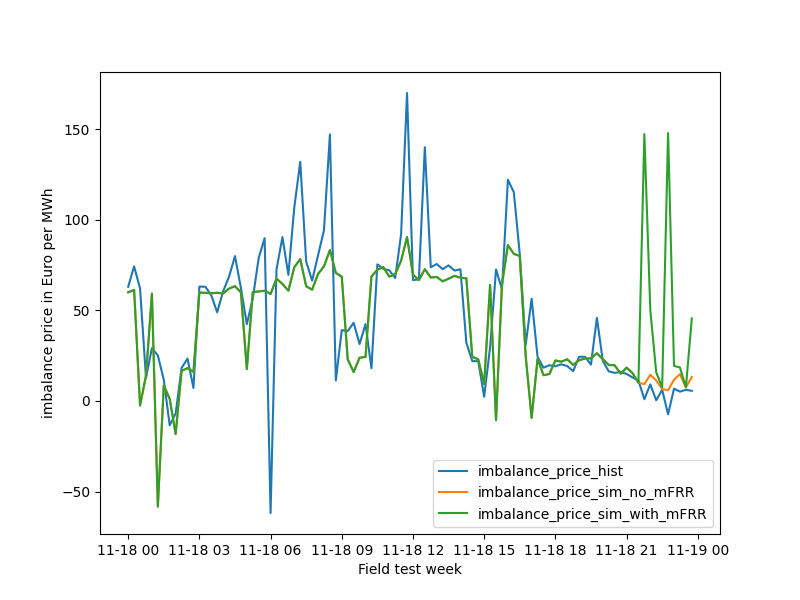 imbalance price in Euro per MWh
150
100
50
0
−50
imbalance_price_hist
imbalance_price_sim_no_mFRR
imbalance_price_sim_with_mFRR
11-18 00 11-18 03 11-18 06 11-18 09 11-18 12 11-18 15 11-18 18 11-18 21 11-19 00
Field test week